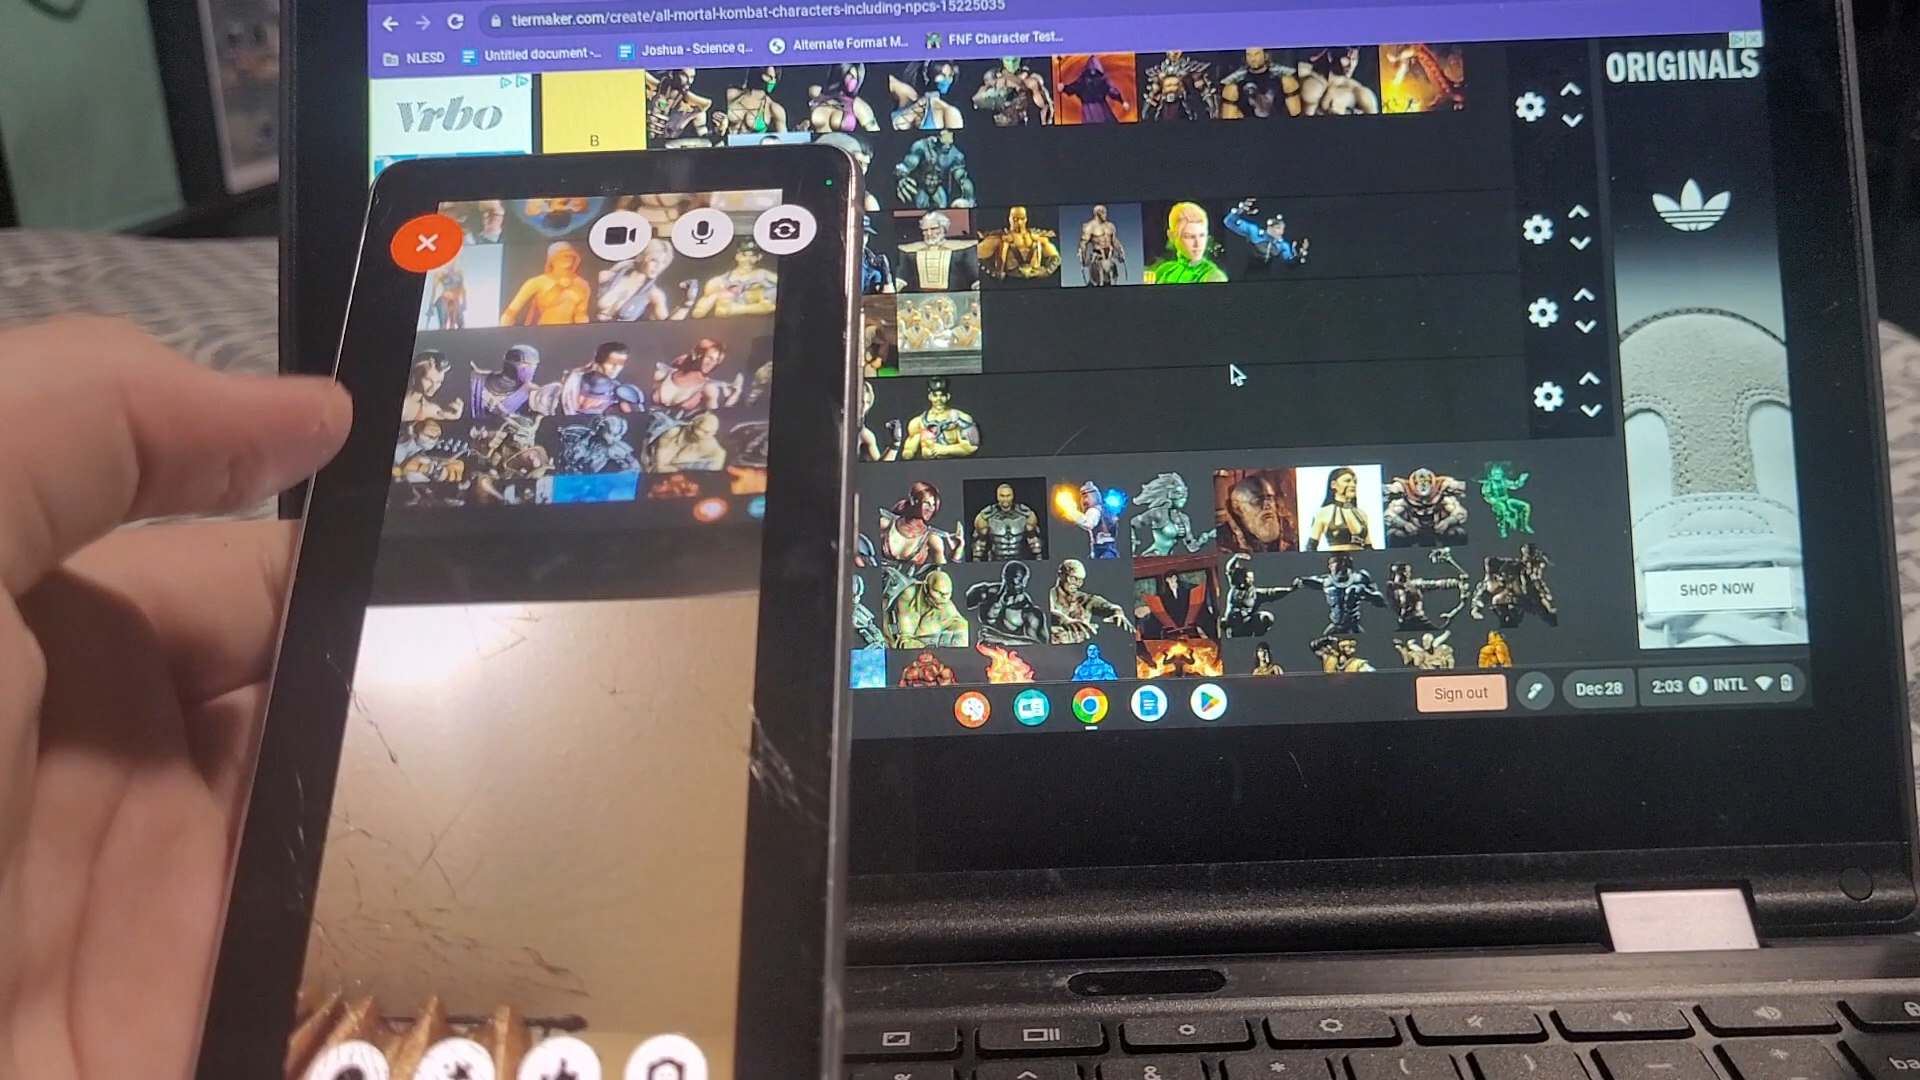 tiermaker.com/create/all-mortal-kombat-characters-including-npcs-15225035
NLESD
Untitled document -...
Joshua - Science q...
Alternate Format M...
FNF Character Test...
Vrbo
B
ORIGINALS
SHOP NOW
Sign out
Dec 28
2:03
INTL
&
ba